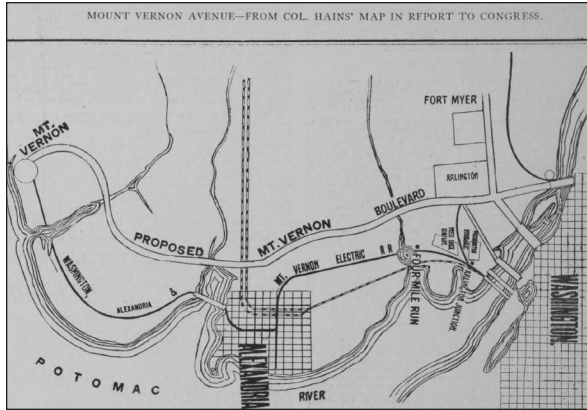 MOUNT VERNON AVENUE—FROM COL. HAINS' MAP IN RFPORT TO CONGRESS.
FORT MYER
MT.
VERNON
ARLINGTON
BOULEVARD
PROPOSED
MT. VERNON
WASHINGTON,
ALEXANDRIA
&
MT. VERNON ELECTRIC R R
FOUR MILE RUN
JUNCTION.
WASHINGTON.
ALEXANDRIA
POTOMAC
RIVER